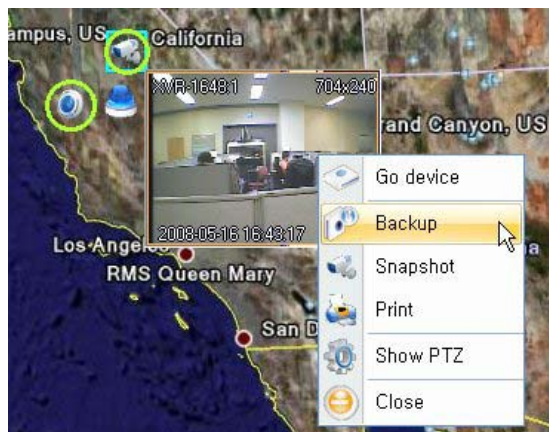 ampus, US
California
XVR-1648:1 704x240
rand Canyon, US
Go device
Backup
2008-05-16 16:43:17
Los Angele
Snapshot
RMS Queen Mary
Print
San D
Show PTZ
Close